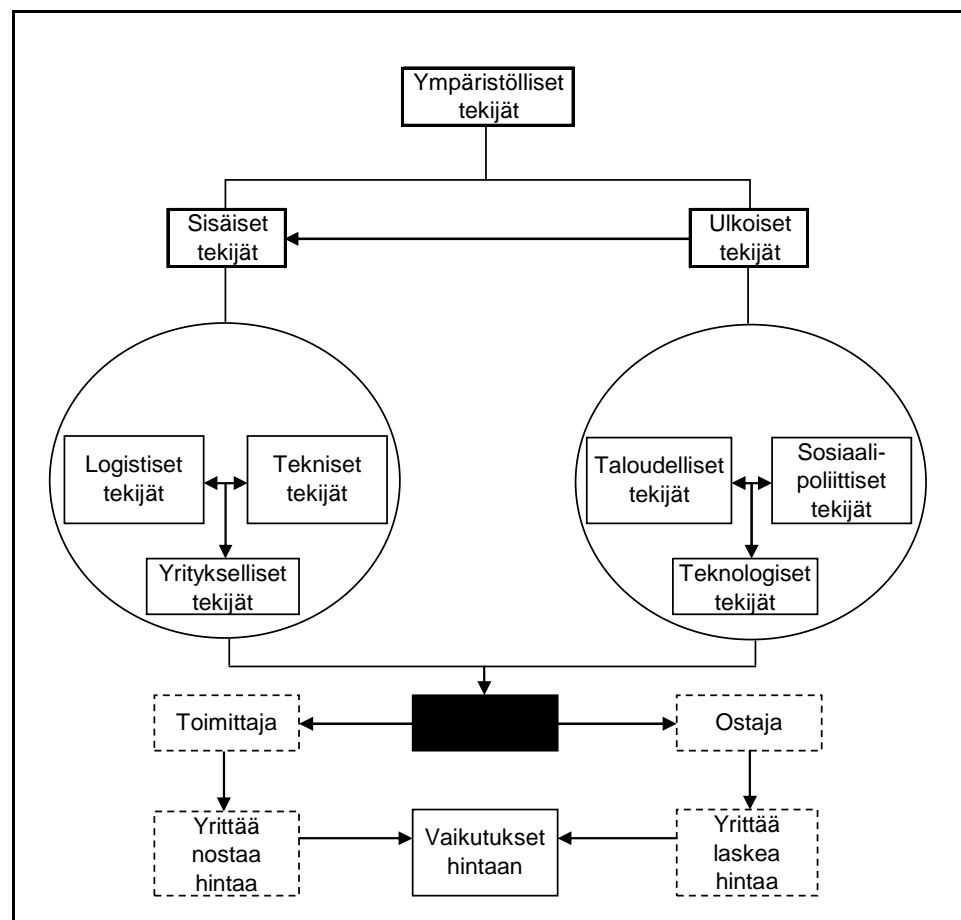 Ympäristölliset
tekijät
Sisäiset
tekijät
Ulkoiset
tekijät
Logistiset
tekijät
Tekniset
tekijät
Yritykselliset
tekijät
Taloudelliset
tekijät
Sosiaali-
poliittiset
tekijät
Teknologiset
tekijät
Toimittaja
Ostaja
Yrittää
nostaa
hintaa
Vaikutukset
hintaan
Yrittää
laskea
hintaa